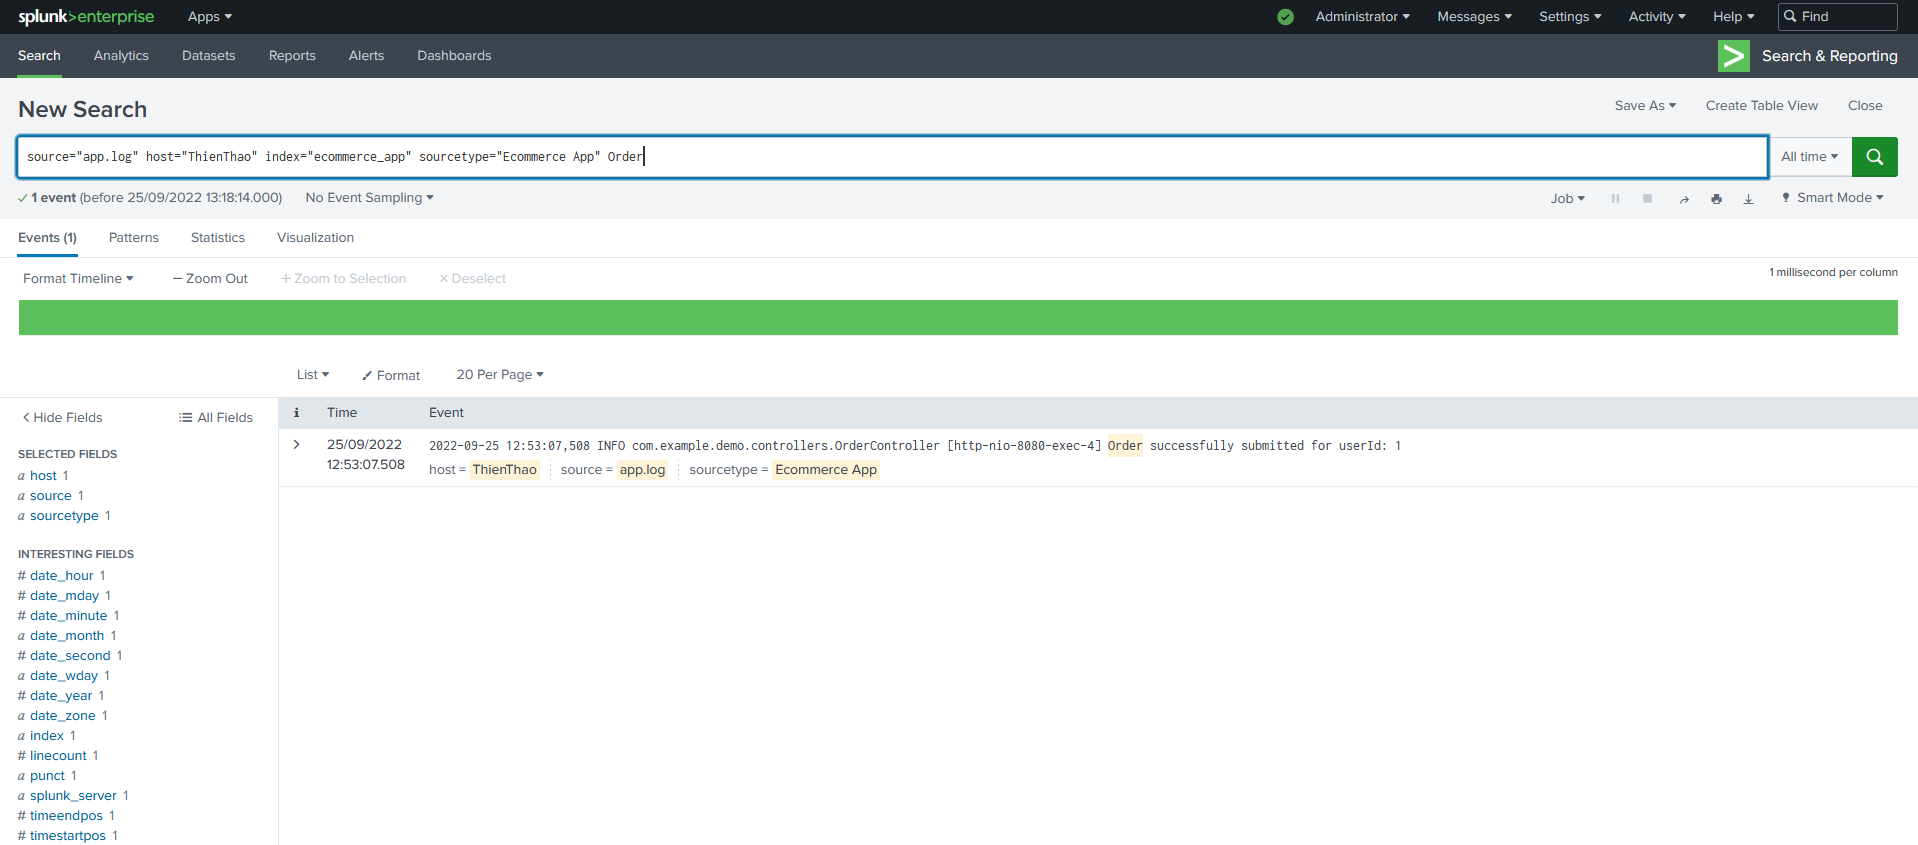 splunk>enterprise Apps Administrator Messages Settings Activity Help Find
Search Analytics Datasets Reports Alerts Dashboards > Search & Reporting
New Search Save As Create Table View Close
source="app.log" host="ThienThao" index="ecommerce_app" sourcetype="Ecommerce App" Order All time
1 event (before 25/09/2022 13:18:14.000) No Event Sampling Job Smart Mode
Events (1) Patterns Statistics Visualization
Format Timeline — Zoom Out + Zoom to Selection × Deselect 1 millisecond per column
List Format 20 Per Page
< Hide Fields All Fields
i Time Event
25/09/2022 12:53:07.508
2022-09-25 12:53:07,508 INFO com.example.demo.controllers.OrderController [http-nio-8080-exec-4] Order successfully submitted for userId: 1
host = ThienThao source = app.log sourcetype = Ecommerce App
SELECTED FIELDS
a host 1
a source 1
a sourcetype 1
INTERESTING FIELDS
# date_hour 1
# date_mday 1
# date_minute 1
a date_month 1
# date_second 1
a date_wday 1
# date_year 1
a date_zone 1
a index 1
# linecount 1
a punct 1
a splunk_server 1
# timeendpos 1
# timestartpos 1